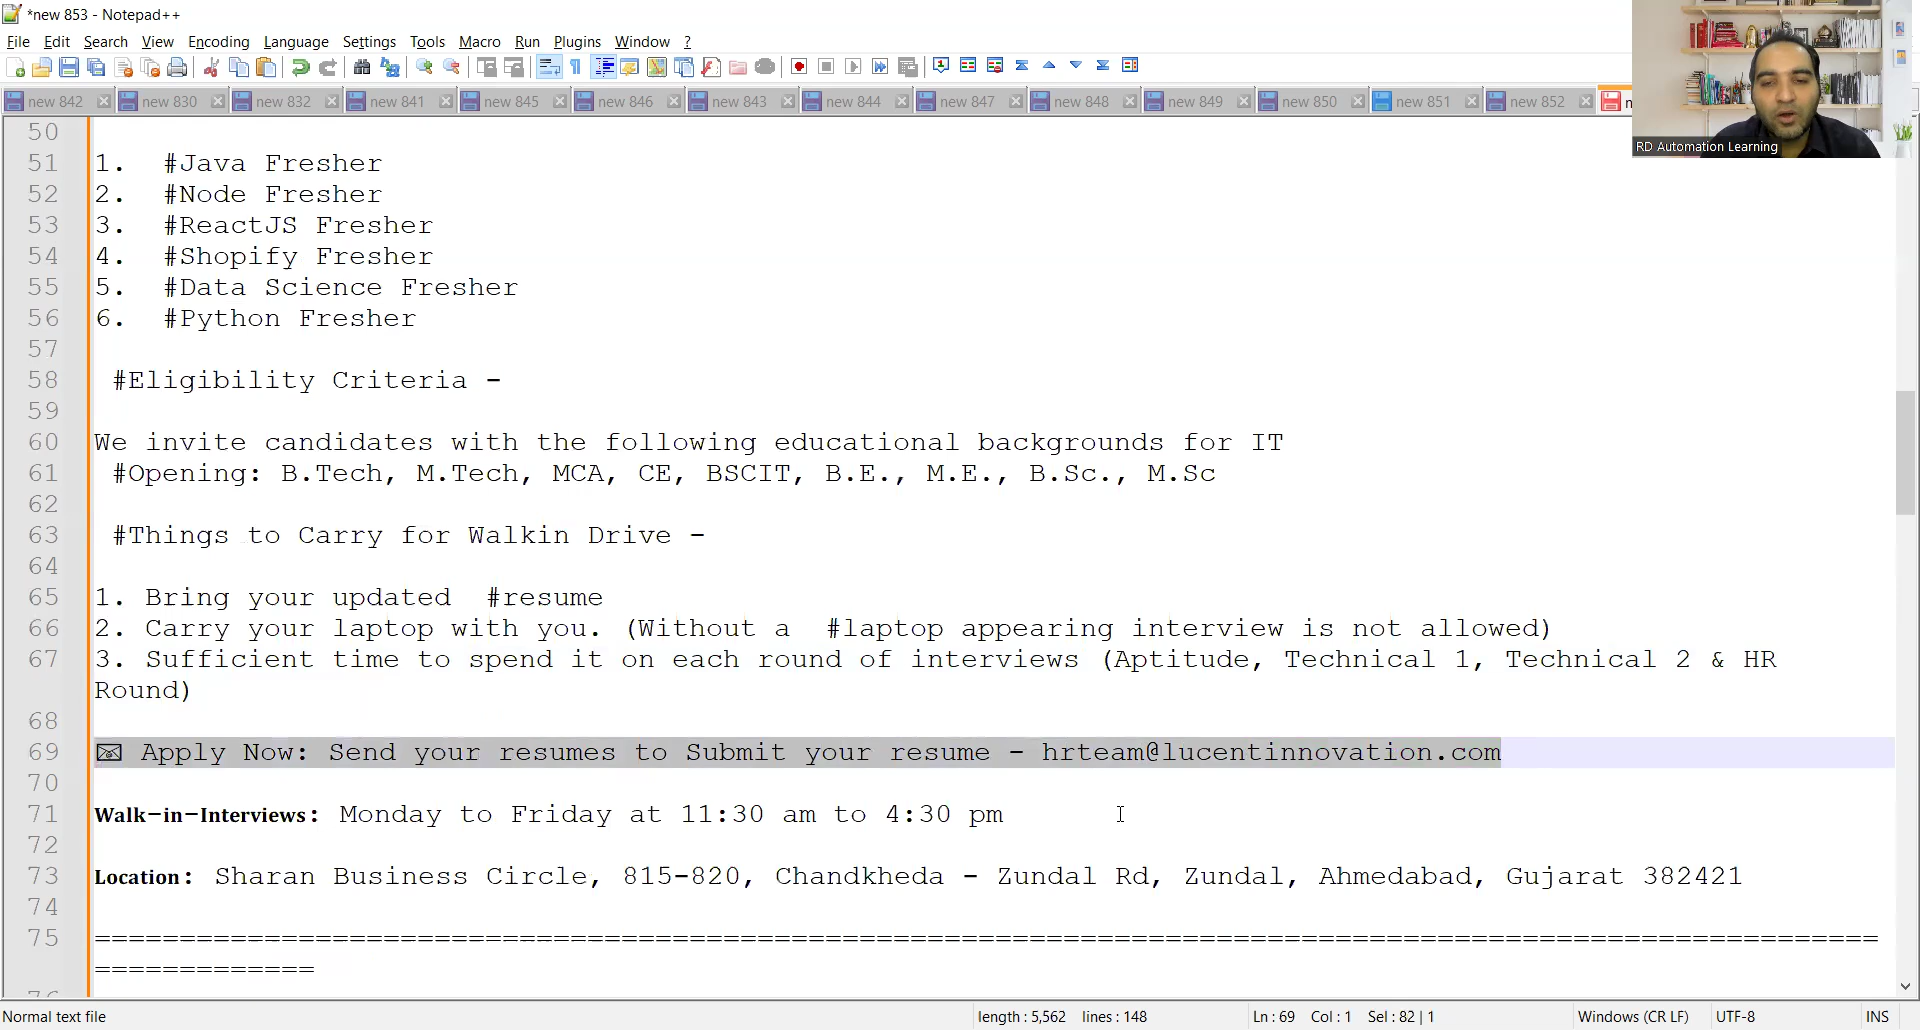 *new 853 - Notepad++
File Edit Search View Encoding Language Settings Tools Macro Run Plugins Window ?
new 842 new 830 new 832 new 841 new 845 new 846 new 843 new 844 new 847 new 848 new 849 new 850 new 851 new 852
RD Automation Learning
50
51 1. #Java Fresher
52 2. #Node Fresher
53 3. #ReactJS Fresher
54 4. #Shopify Fresher
55 5. #Data Science Fresher
56 6. #Python Fresher
57
58 #Eligibility Criteria -
59
60 We invite candidates with the following educational backgrounds for IT
61 #Opening: B.Tech, M.Tech, MCA, CE, BSCIT, B.E., M.E., B.Sc., M.Sc
62
63 #Things to Carry for Walkin Drive -
64
65 1. Bring your updated #resume
66 2. Carry your laptop with you. (Without a #laptop appearing interview is not allowed)
67 3. Sufficient time to spend it on each round of interviews (Aptitude, Technical 1, Technical 2 & HR
Round)
68
69 ✉ Apply Now: Send your resumes to Submit your resume - hrteam@lucentinnovation.com
70
71 Walk-in-Interviews: Monday to Friday at 11:30 am to 4:30 pm
72
73 Location: Sharan Business Circle, 815-820, Chandkheda - Zundal Rd, Zundal, Ahmedabad, Gujarat 382421
74
75 =========================================================================================================
=============
Normal text file length : 5,562 lines : 148 Ln : 69 Col : 1 Sel : 82 | 1 Windows (CR LF) UTF-8 INS